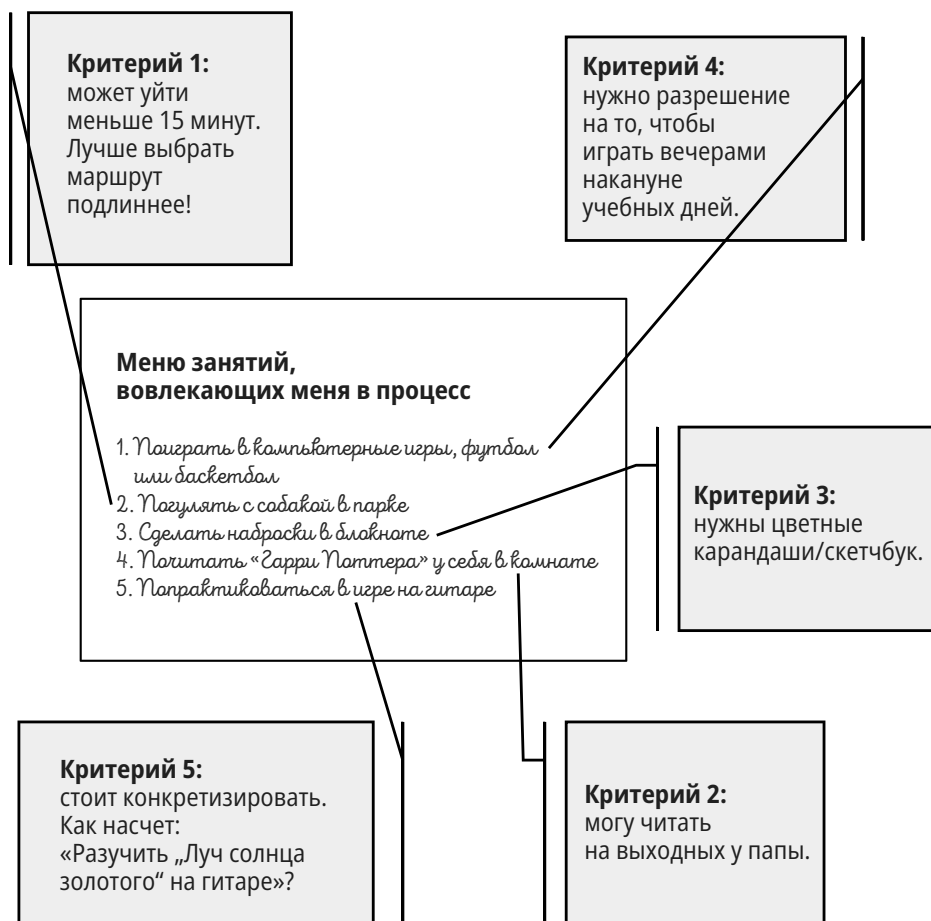 Критерий 1:
может уйти
меньше 15 минут.
Лучше выбрать
маршрут
подлиннее!
Критерий 4:
нужно разрешение
на то, чтобы
играть вечерами
накануне
учебных дней.
Меню занятий,
вовлекающих меня в процесс
1. Поиграть в компьютерные игры, футбол
или баскетбол
2. Погулять с собакой в парке
3. Сделать наброски в блокноте
4. Почитать «Гарри Поттера» у себя в комнате
5. Попрактиковаться в игре на гитаре
Критерий 3:
нужны цветные
карандаши/скетчбук.
Критерий 5:
стоит конкретизировать.
Как насчет:
«Разучить „Луч солнца
золотого“ на гитаре»?
Критерий 2:
могу читать
на выходных у папы.